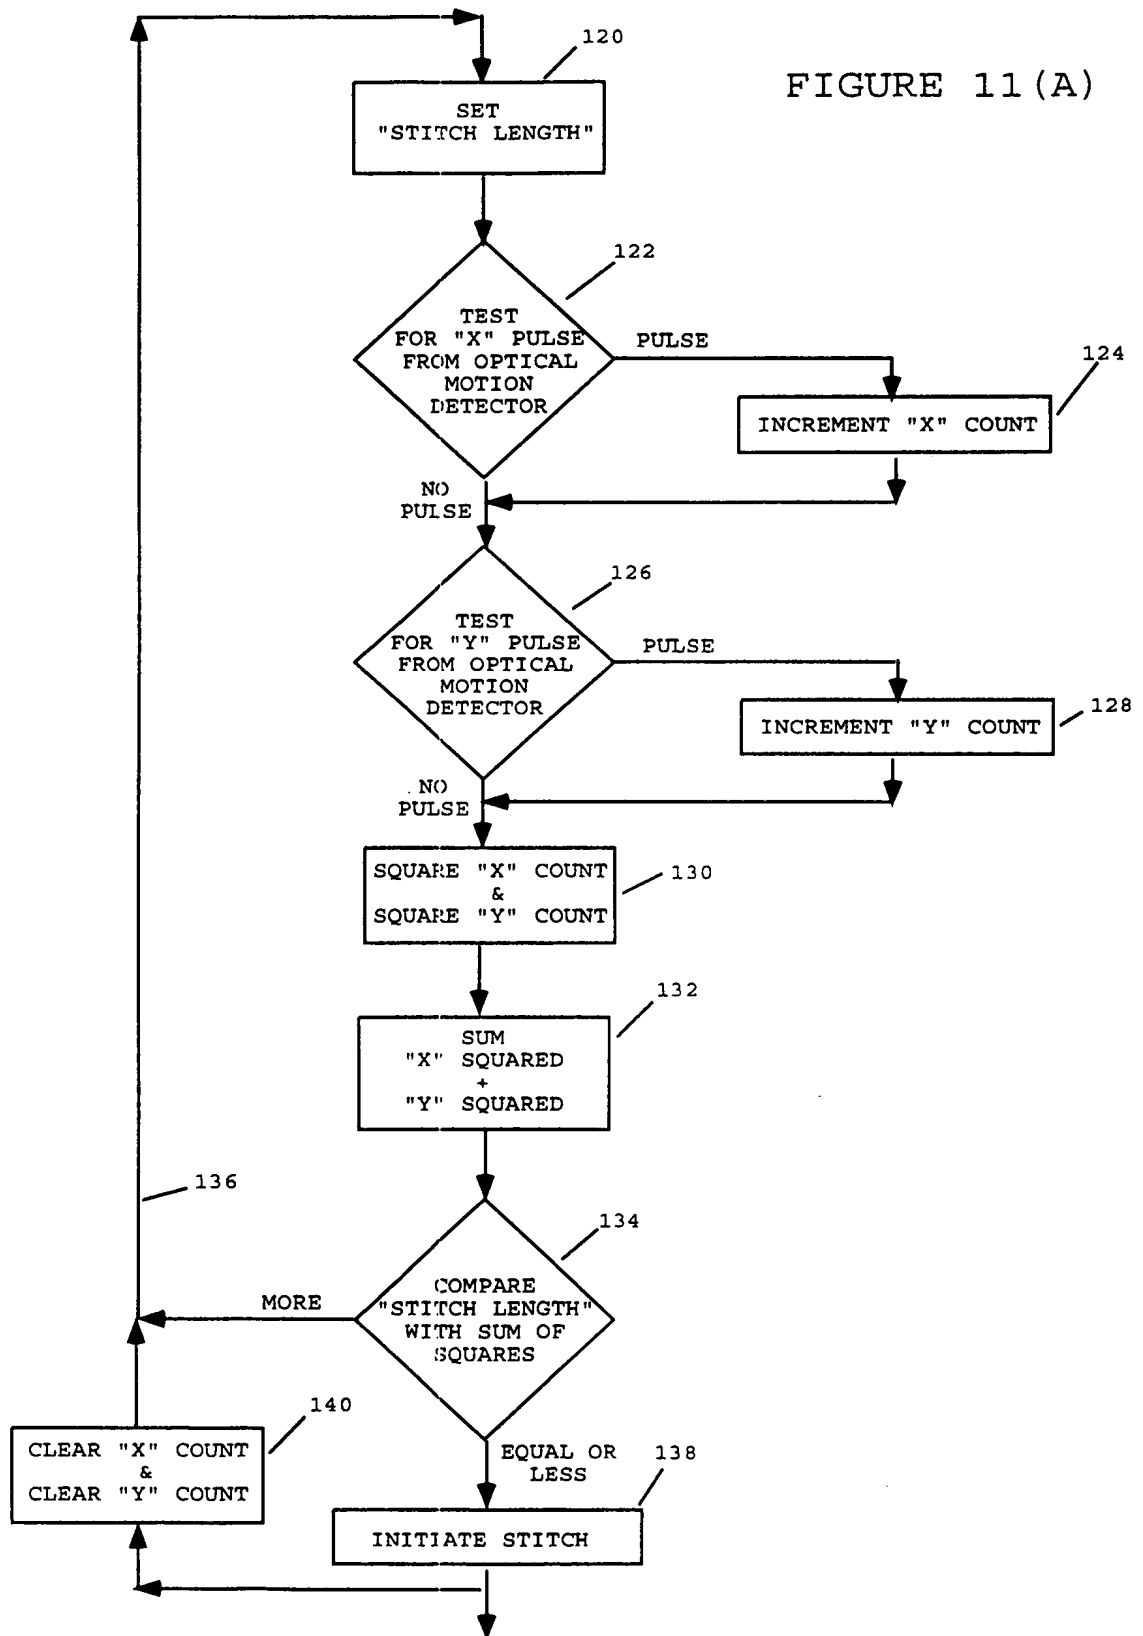 FIGURE 11(A)
120
SET
"STITCH LENGTH"
122
TEST
FOR "X" PULSE
FROM OPTICAL
MOTION
DETECTOR
PULSE
124
INCREMENT "X" COUNT
NO
PULSE
126
TEST
FOR "Y" PULSE
FROM OPTICAL
MOTION
DETECTOR
PULSE
128
INCREMENT "Y" COUNT
NO
PULSE
SQUARE "X" COUNT
&
SQUARE "Y" COUNT
130
132
SUM
"X" SQUARED
+
"Y" SQUARED
136
134
COMPARE
"STITCH LENGTH"
WITH SUM OF
SQUARES
MORE
140
CLEAR "X" COUNT
&
CLEAR "Y" COUNT
EQUAL OR
LESS
138
INITIATE STITCH